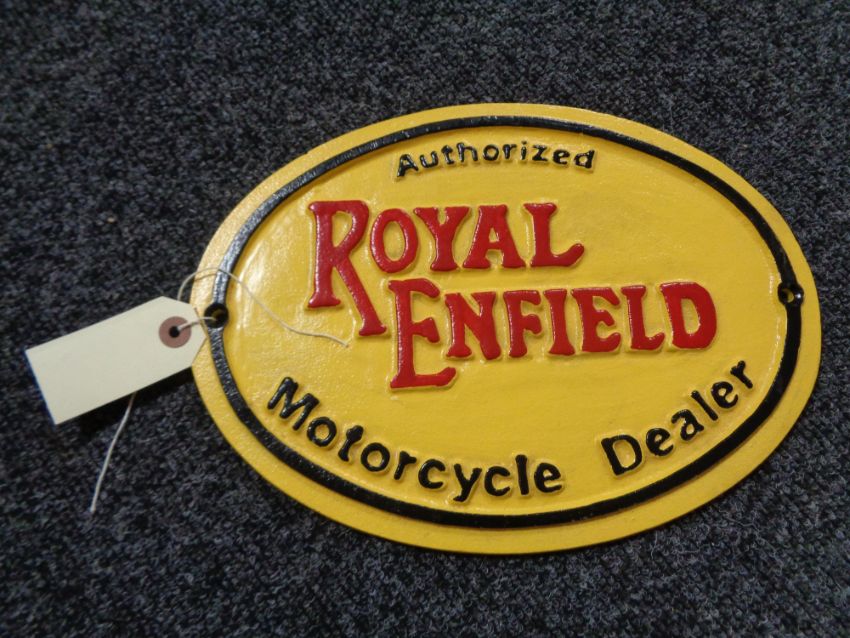 Authorized
ROYAL
ENFIELD
Motorcycle Dealer